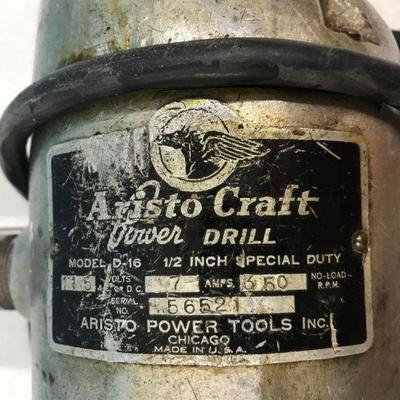 Aristo Craft
Power DRILL
MODEL D-16 1/2 INCH SPECIAL DUTY
115 VOLTS A.C. or D.C. 7 AMPS. 350 NO-LOAD R.P.M.
SERIAL NO. 56521
ARISTO POWER TOOLS INC.
CHICAGO
MADE IN U.S.A.